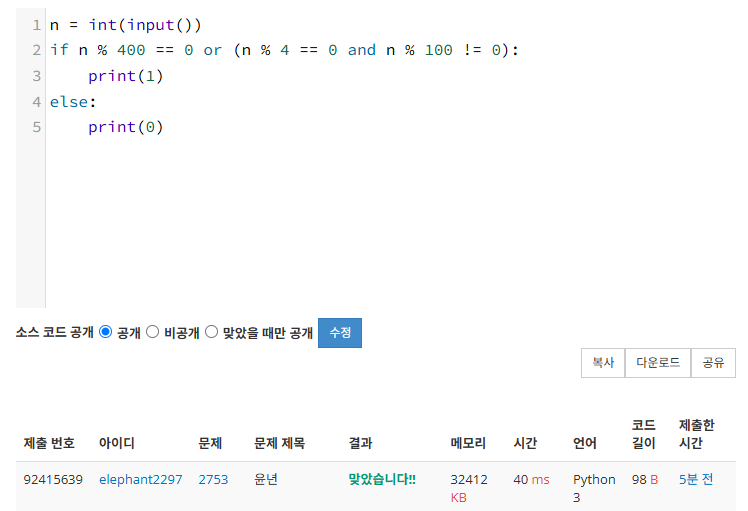 1 n = int(input())
2 if n % 400 == 0 or (n % 4 == 0 and n % 100 != 0):
3     print(1)
4 else:
5     print(0)
소스 코드 공개 공개 비공개 맞았을 때만 공개 수정
복사 다운로드 공유
제출 번호 아이디 문제 문제 제목 결과 메모리 시간 언어 코드 길이 제출한 시간
92415639 elephant2297 2753 윤년 맞았습니다!! 32412 KB 40 ms Python 3 98 B 5분 전